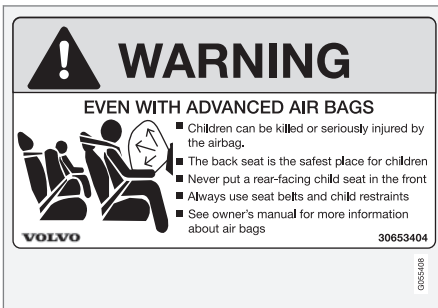 WARNING
EVEN WITH ADVANCED AIR BAGS
■ Children can be killed or seriously injured by
the airbag.
■ The back seat is the safest place for children
■ Never put a rear-facing child seat in the front
■ Always use seat belts and child restraints
■ See owner's manual for more information
about air bags
VOLVO
30653404
G055408